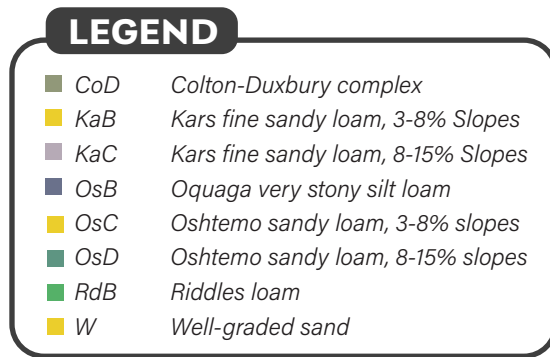 LEGEND
CoD Colton-Duxbury complex
KaB Kars fine sandy loam, 3-8% Slopes
KaC Kars fine sandy loam, 8-15% Slopes
OsB Oquaga very stony silt loam
OsC Oshtemo sandy loam, 3-8% slopes
OsD Oshtemo sandy loam, 8-15% slopes
RdB Riddles loam
W Well-graded sand